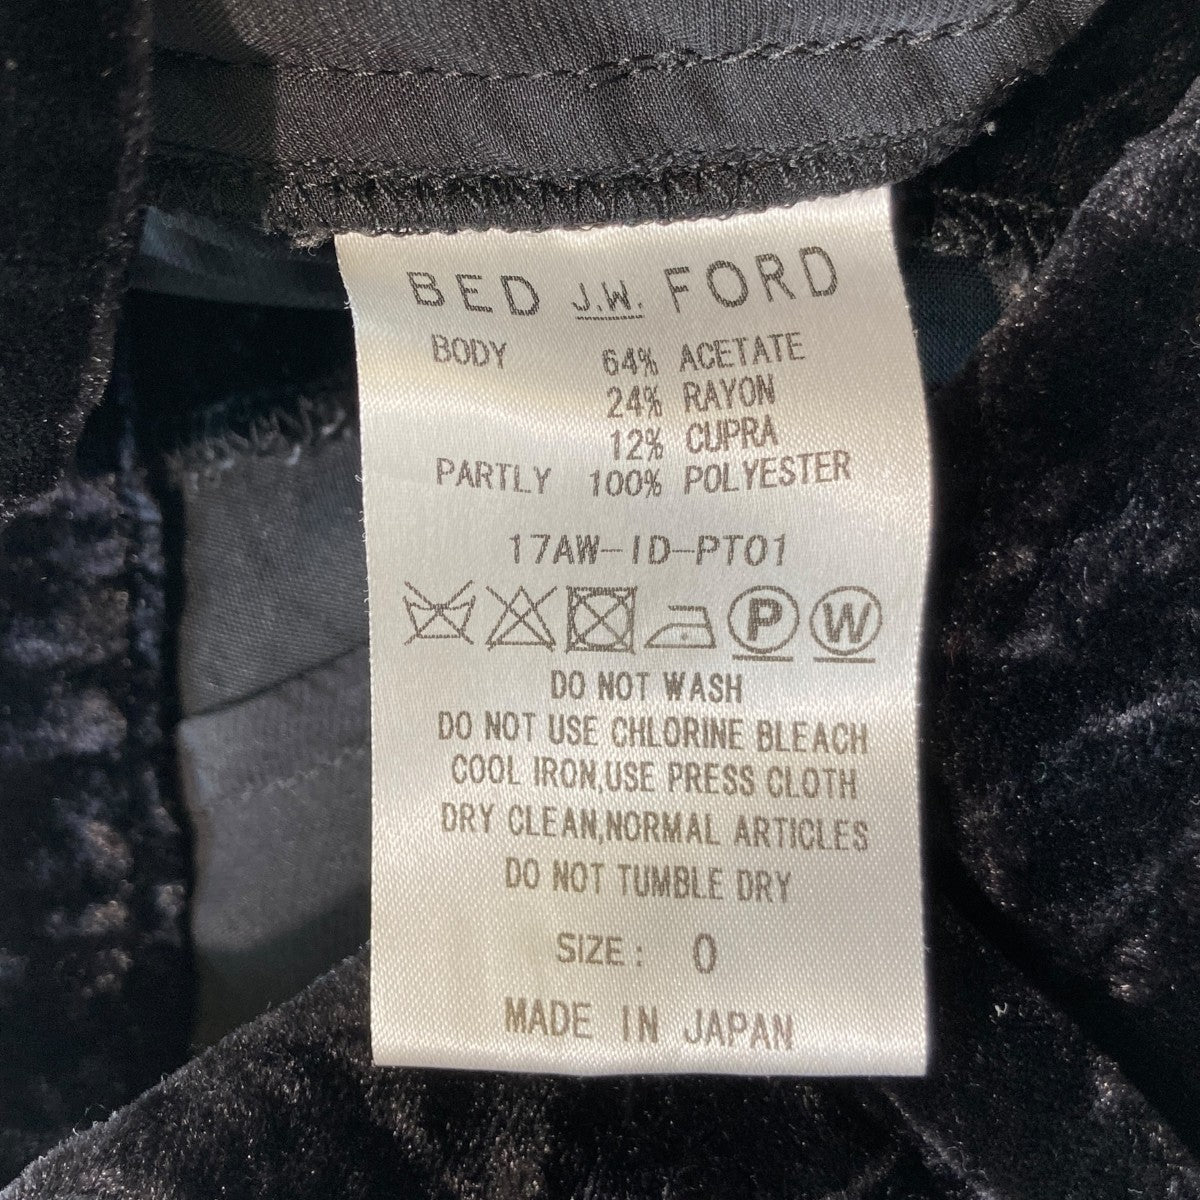 BED J.W. FORD
BODY 64% ACETATE
24% RAYON
12% CUPRA
PARTLY 100% POLYESTER
17AW-ID-PT01
P W
DO NOT WASH
DO NOT USE CHLORINE BLEACH
COOL IRON,USE PRESS CLOTH
DRY CLEAN,NORMAL ARTICLES
DO NOT TUMBLE DRY
SIZE: 0
MADE IN JAPAN